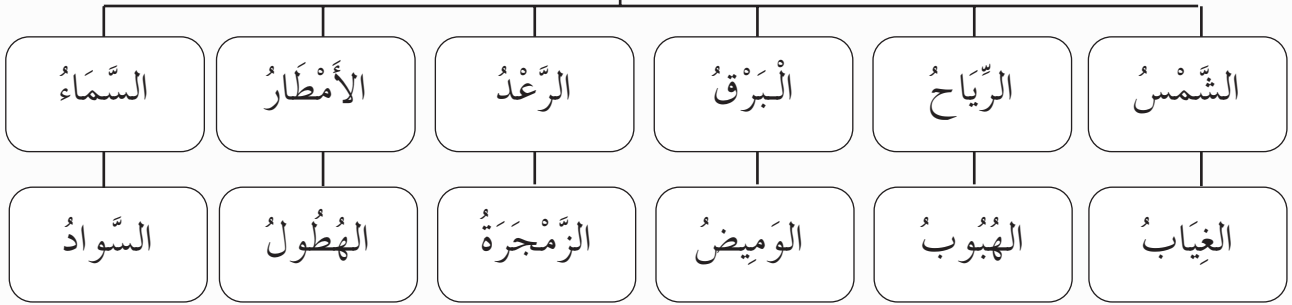 الشَّمْسُ الرِّيَاحُ الْبَرْقُ الرَّعْدُ الأَمْطَارُ السَّمَاءُ
الغِيَابُ الهُبُوبُ الوَمِيضُ الزَّمْجَرَةُ الهُطُولُ السَّوادُ